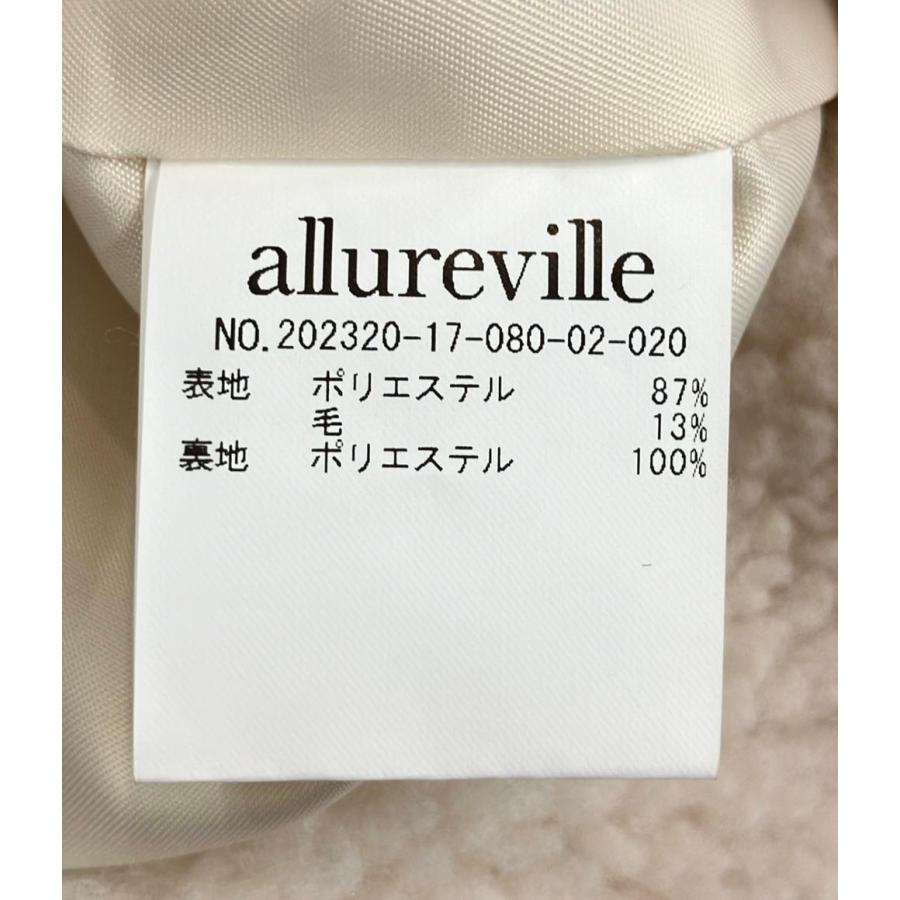 allureville
NO.202320-17-080-02-020
表地 ポリエステル 87%
毛 13%
裏地 ポリエステル 100%